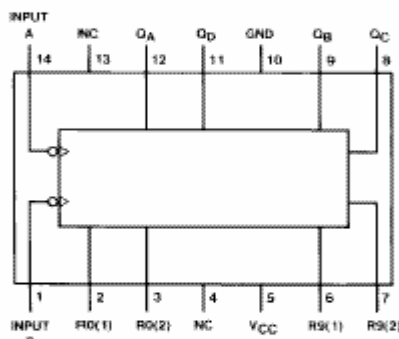 INPUT
A INC QA QD GND QB QC
14 13 12 11 10 9 8
1 2 3 4 5 6 7
INPUT R0(1) R0(2) NC VCC R9(1) R9(2)